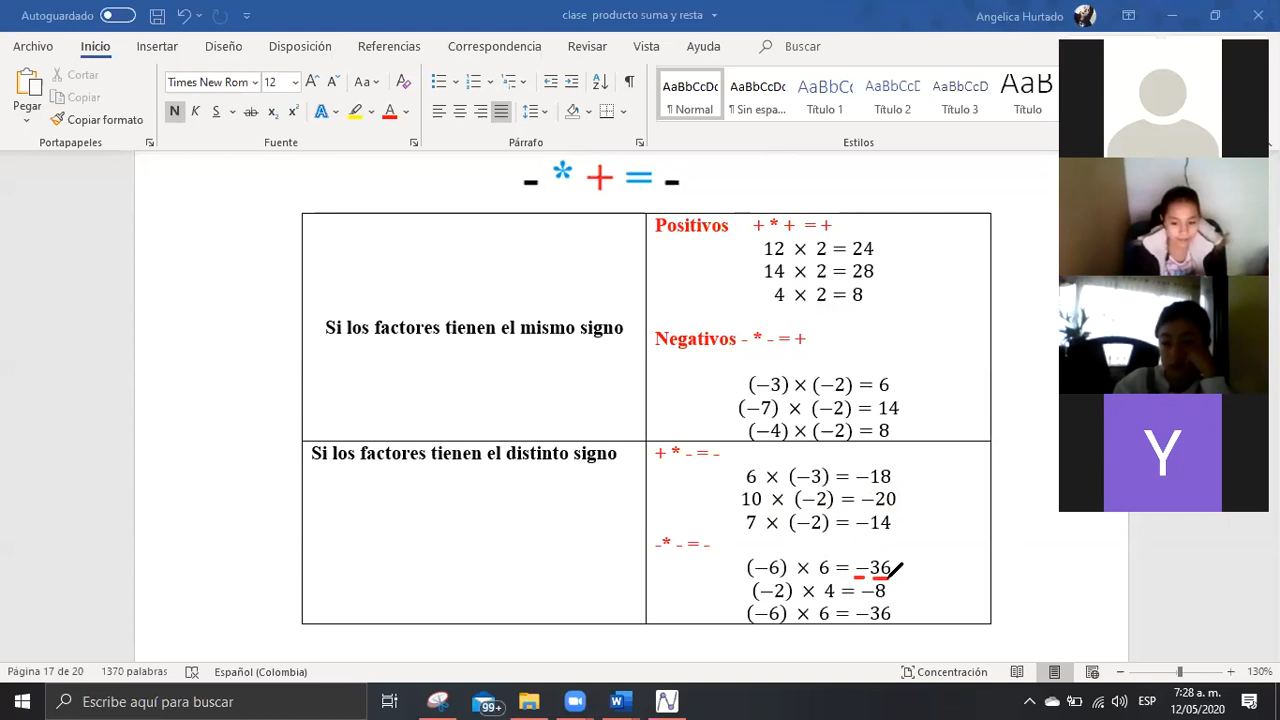 Autoguardado
clase producto suma y resta
Angelica Hurtado
Archivo Inicio Insertar Diseño Disposición Referencias Correspondencia Revisar Vista Ayuda Buscar
Pegar
Cortar
Copiar
Copiar formato
Portapapeles
Times New Rom 12
Aa
N K S ab x₂ x²
Fuente
Párrafo
AaBbCcDc AaBbCcDc AaBbCc AaBbCcD AaBbCcD AaB
¶ Normal ¶ Sin espa... Título 1 Título 2 Título 3 Título
Estilos
- * + = -
Si los factores tienen el mismo signo
Positivos + * + = +
12 × 2 = 24
14 × 2 = 28
4 × 2 = 8
Negativos - * - = +
(−3) × (−2) = 6
(−7) × (−2) = 14
(−4) × (−2) = 8
Si los factores tienen el distinto signo
+ * - = -
6 × (−3) = −18
10 × (−2) = −20
7 × (−2) = −14
-* - = -
(−6) × 6 = −36
(−2) × 4 = −8
(−6) × 6 = −36
Y
Página 17 de 20 1370 palabras Español (Colombia) Concentración 130%
Escribe aquí para buscar
99+
ESP
7:28 a. m.
12/05/2020